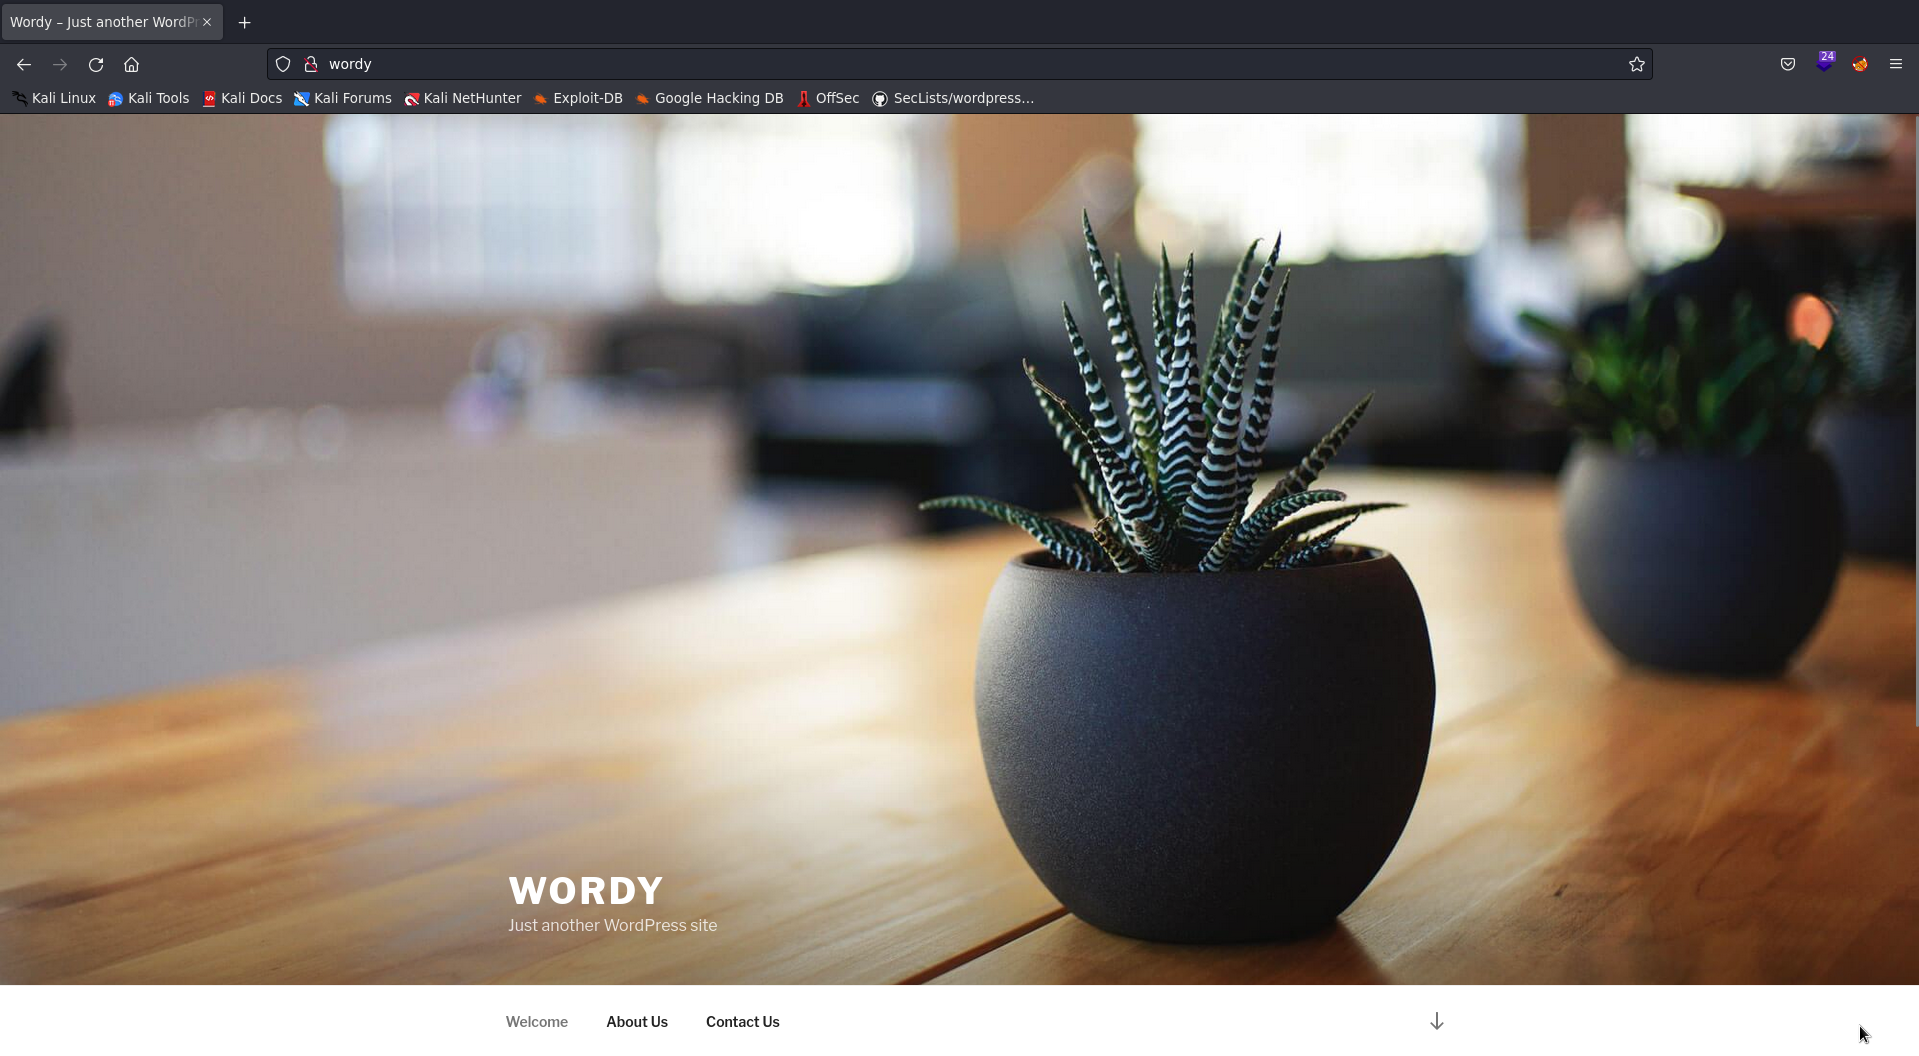 Wordy – Just another WordPr
wordy
24
Kali Linux Kali Tools Kali Docs Kali Forums Kali NetHunter Exploit-DB Google Hacking DB OffSec SecLists/wordpress...
WORDY
Just another WordPress site
Welcome About Us Contact Us